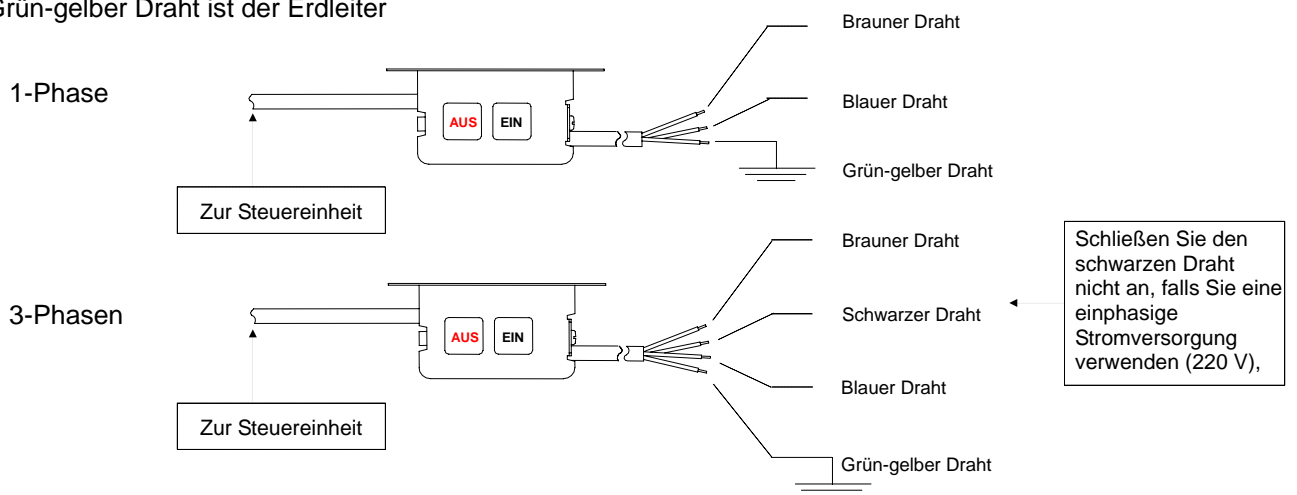 Grün-gelber Draht ist der Erdleiter
Brauner Draht
1-Phase
Blauer Draht
AUS EIN
Grün-gelber Draht
Zur Steuereinheit
Brauner Draht
Schließen Sie den
schwarzen Draht
nicht an, falls Sie eine
einphasige
Stromversorgung
verwenden (220 V),
3-Phasen
Schwarzer Draht
AUS EIN
Blauer Draht
Zur Steuereinheit
Grün-gelber Draht